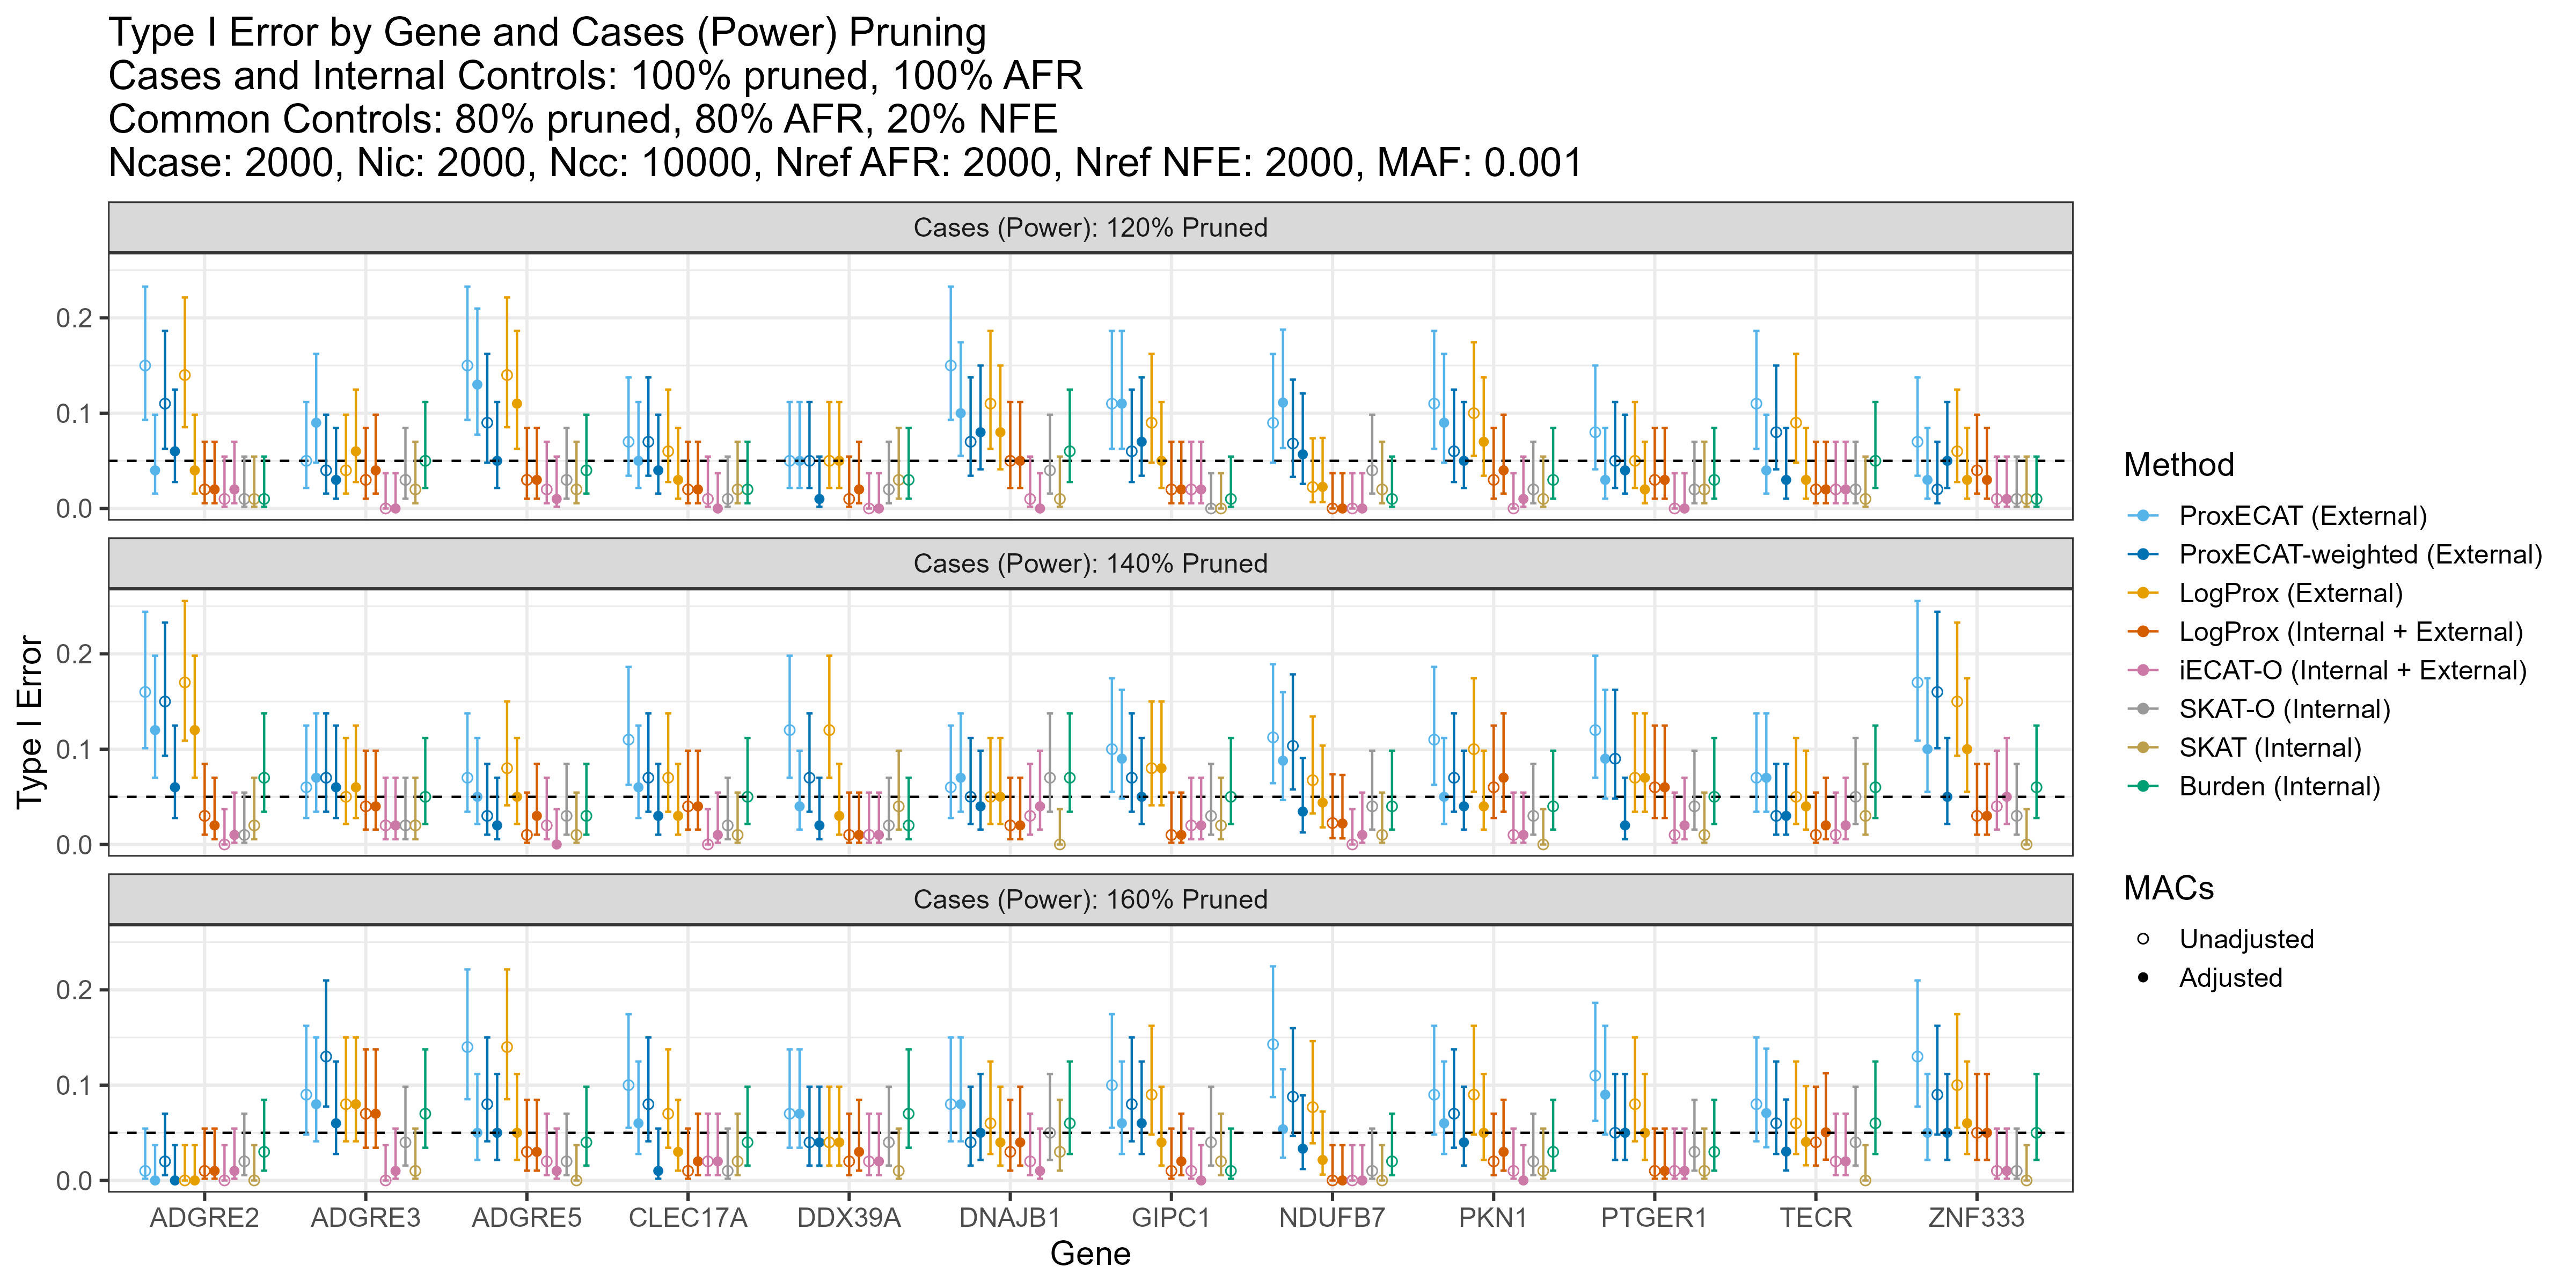 Type I Error by Gene and Cases (Power) Pruning
Cases and Internal Controls: 100% pruned, 100% AFR
Common Controls: 80% pruned, 80% AFR, 20% NFE
Ncase: 2000, Nic: 2000, Ncc: 10000, Nref AFR: 2000, Nref NFE: 2000, MAF: 0.001
Cases (Power): 120% Pruned
0.2
0.1
0.0
Cases (Power): 140% Pruned
0.2
0.1
0.0
Cases (Power): 160% Pruned
0.2
0.1
0.0
Type I Error
ADGRE2 ADGRE3 ADGRE5 CLEC17A DDX39A DNAJB1 GIPC1 NDUFB7 PKN1 PTGER1 TECR ZNF333
Gene
Method
ProxECAT (External)
ProxECAT-weighted (External)
LogProx (External)
LogProx (Internal + External)
iECAT-O (Internal + External)
SKAT-O (Internal)
SKAT (Internal)
Burden (Internal)
MACs
Unadjusted
Adjusted